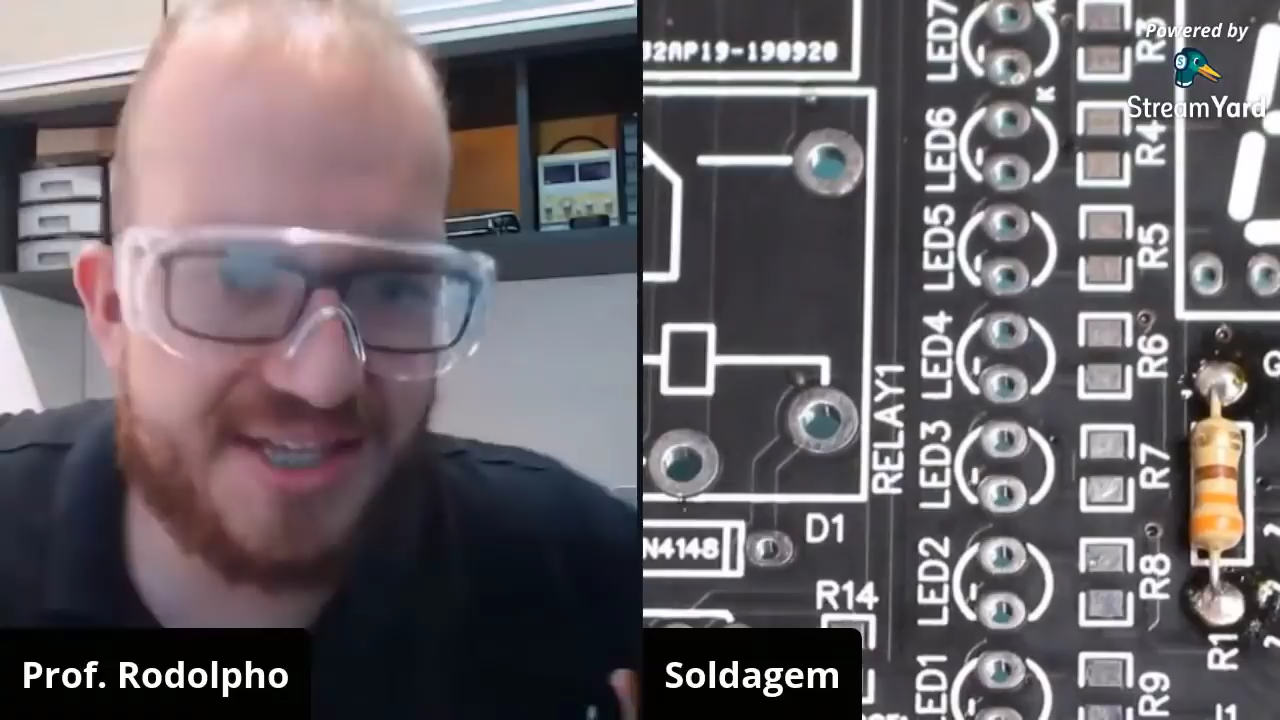 Powered by
StreamYard
32AP19-190920
LED7
LED6
LED5
LED4
LED3
LED2
LED1
K
R4
R5
R6
R7
R8
R9
RELAY1
D1
N4148
R14
R1
Prof. Rodolpho
Soldagem